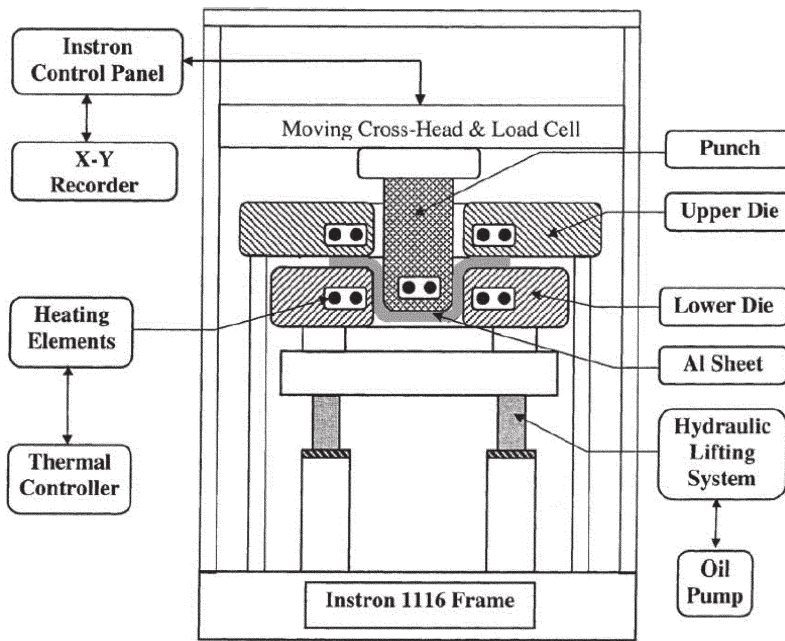 Instron
Control Panel
X-Y
Recorder
Moving Cross-Head & Load Cell
Punch
Upper Die
Lower Die
Al Sheet
Heating
Elements
Thermal
Controller
Hydraulic
Lifting
System
Oil
Pump
Instron 1116 Frame